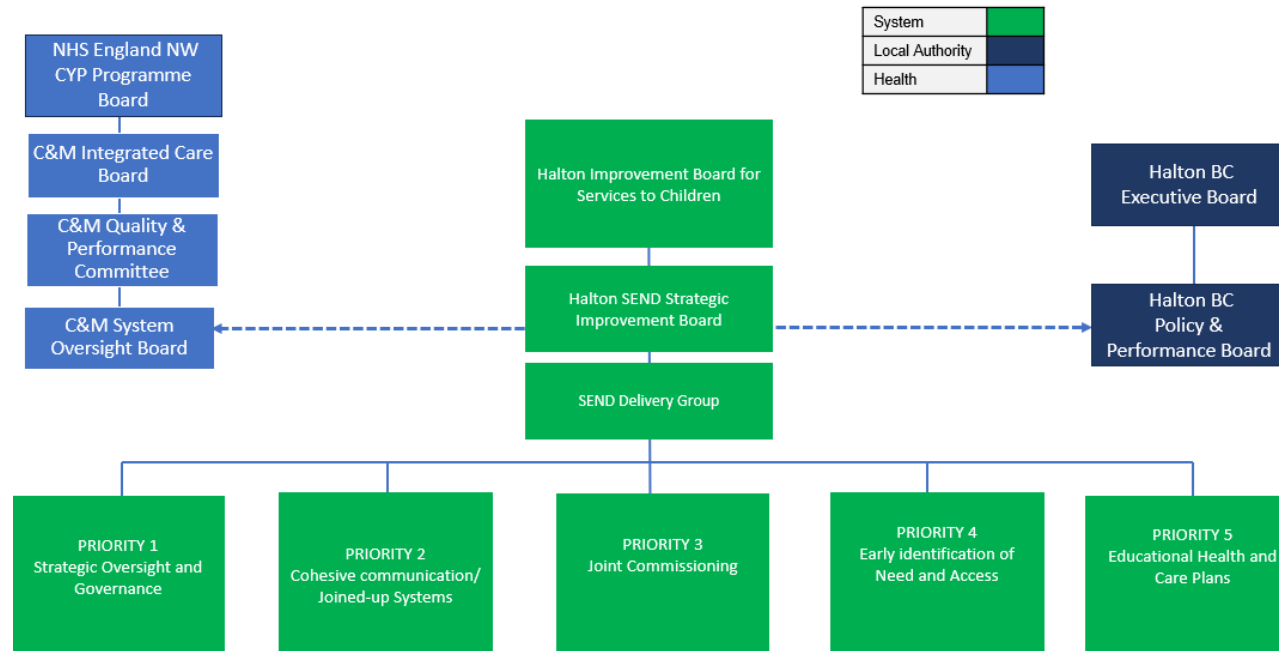 System
Local Authority
Health
NHS England NW
CYP Programme
Board
C&M Integrated Care
Board
C&M Quality &
Performance
Committee
C&M System
Oversight Board
Halton Improvement Board for
Services to Children
Halton SEND Strategic
Improvement Board
SEND Delivery Group
Halton BC
Executive Board
Halton BC
Policy &
Performance Board
PRIORITY 1
Strategic Oversight and
Governance
PRIORITY 2
Cohesive communication/
Joined-up Systems
PRIORITY 3
Joint Commissioning
PRIORITY 4
Early identification of
Need and Access
PRIORITY 5
Educational Health and
Care Plans